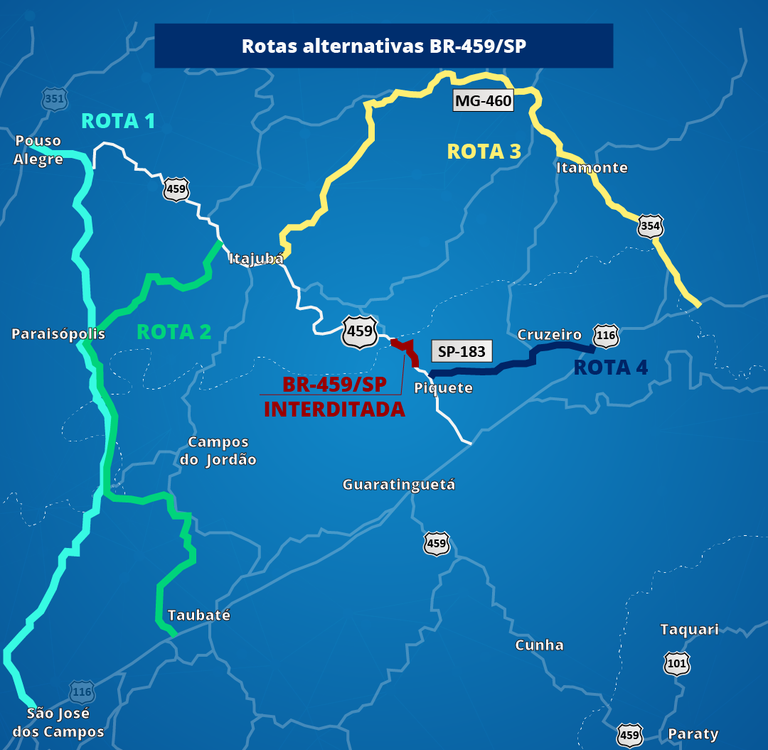 Rotas alternativas BR-459/SP
351
MG-460
ROTA 1
Pouso
Alegre
ROTA 3
Itamonte
459
354
Itajubá
Paraisópolis
ROTA 2
459
Cruzeiro
116
SP-183
ROTA 4
BR-459/SP
INTERDITADA
Piquete
Campos
do Jordão
Guaratinguetá
459
Taubaté
Cunha
Taquari
101
116
São José
dos Campos
459
Paraty